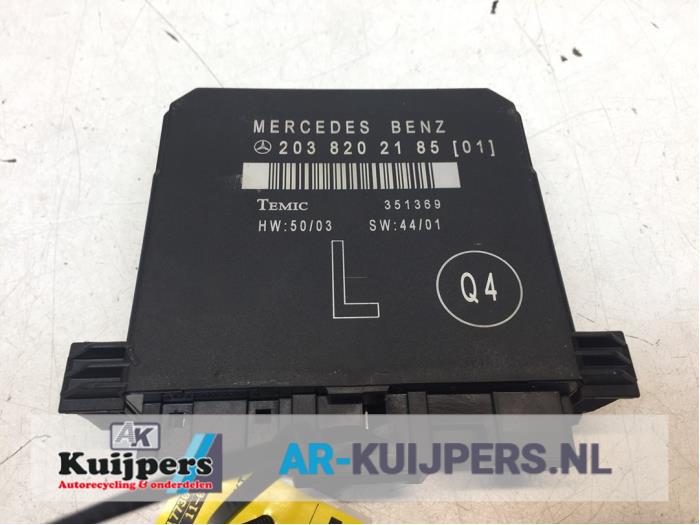 MERCEDES BENZ
203 820 21 85 [01]
TEMIC 351369
HW:50/03 SW:44/01
L
Q4
AK
Kuijpers
Autorecycling & onderdelen
AR-KUIJPERS.NL